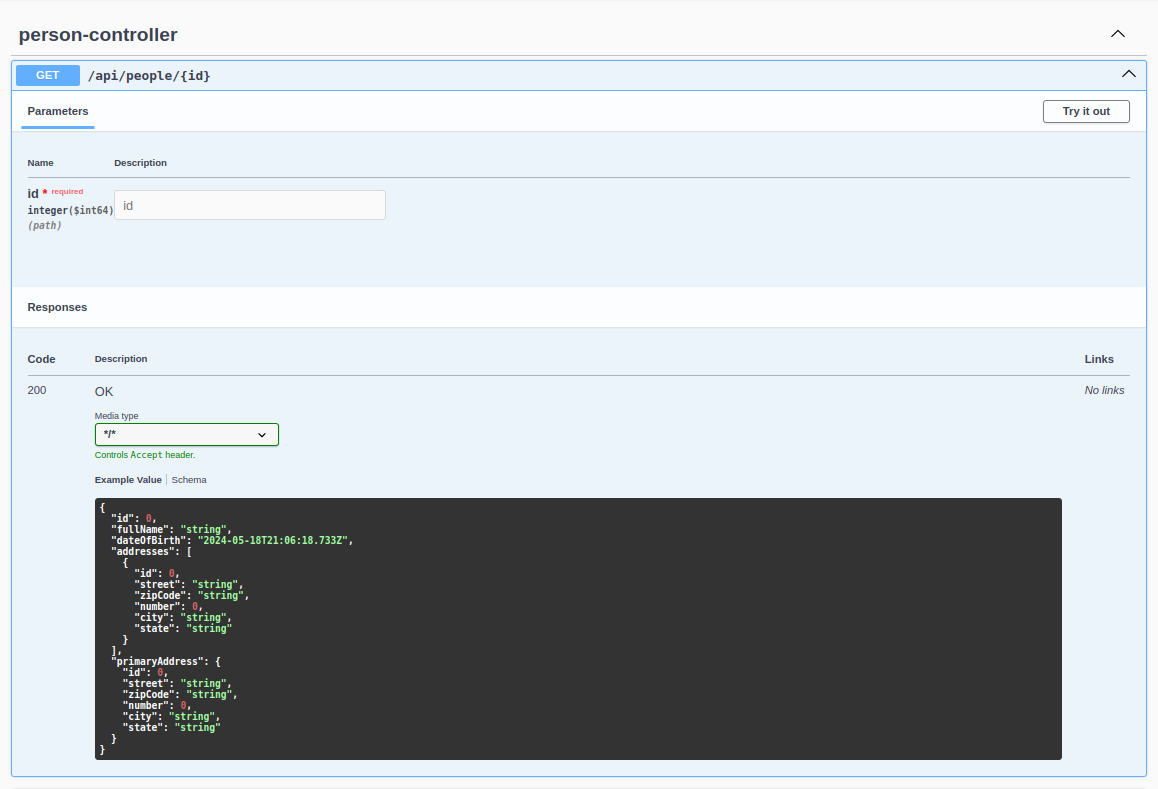 person-controller
GET /api/people/{id}
Parameters Try it out
Name Description
id * required
integer($int64) id
(path)
Responses
Code Description Links
200 OK No links
Media type
*/*
Controls Accept header.
Example Value Schema
{
  "id": 0,
  "fullName": "string",
  "dateOfBirth": "2024-05-18T21:06:18.733Z",
  "addresses": [
    {
      "id": 0,
      "street": "string",
      "zipCode": "string",
      "number": 0,
      "city": "string",
      "state": "string"
    }
  ],
  "primaryAddress": {
    "id": 0,
    "street": "string",
    "zipCode": "string",
    "number": 0,
    "city": "string",
    "state": "string"
  }
}